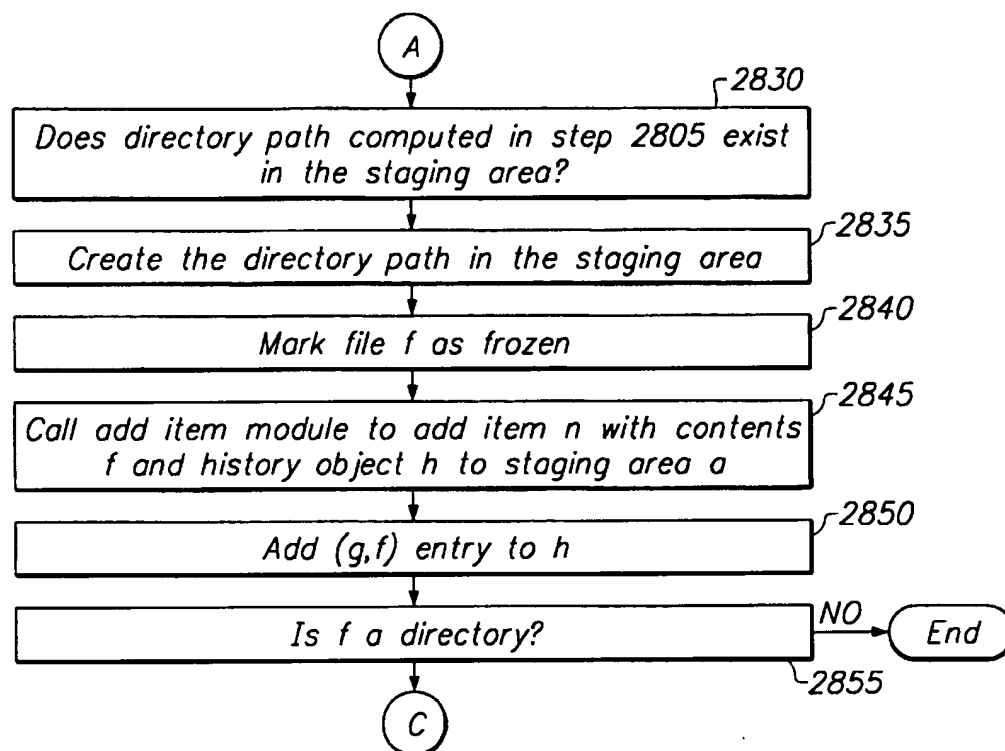 A
2830
Does directory path computed in step 2805 exist
in the staging area?
2835
Create the directory path in the staging area
2840
Mark file f as frozen
2845
Call add item module to add item n with contents
f and history object h to staging area a
2850
Add (g,f) entry to h
Is f a directory?
NO
End
2855
C